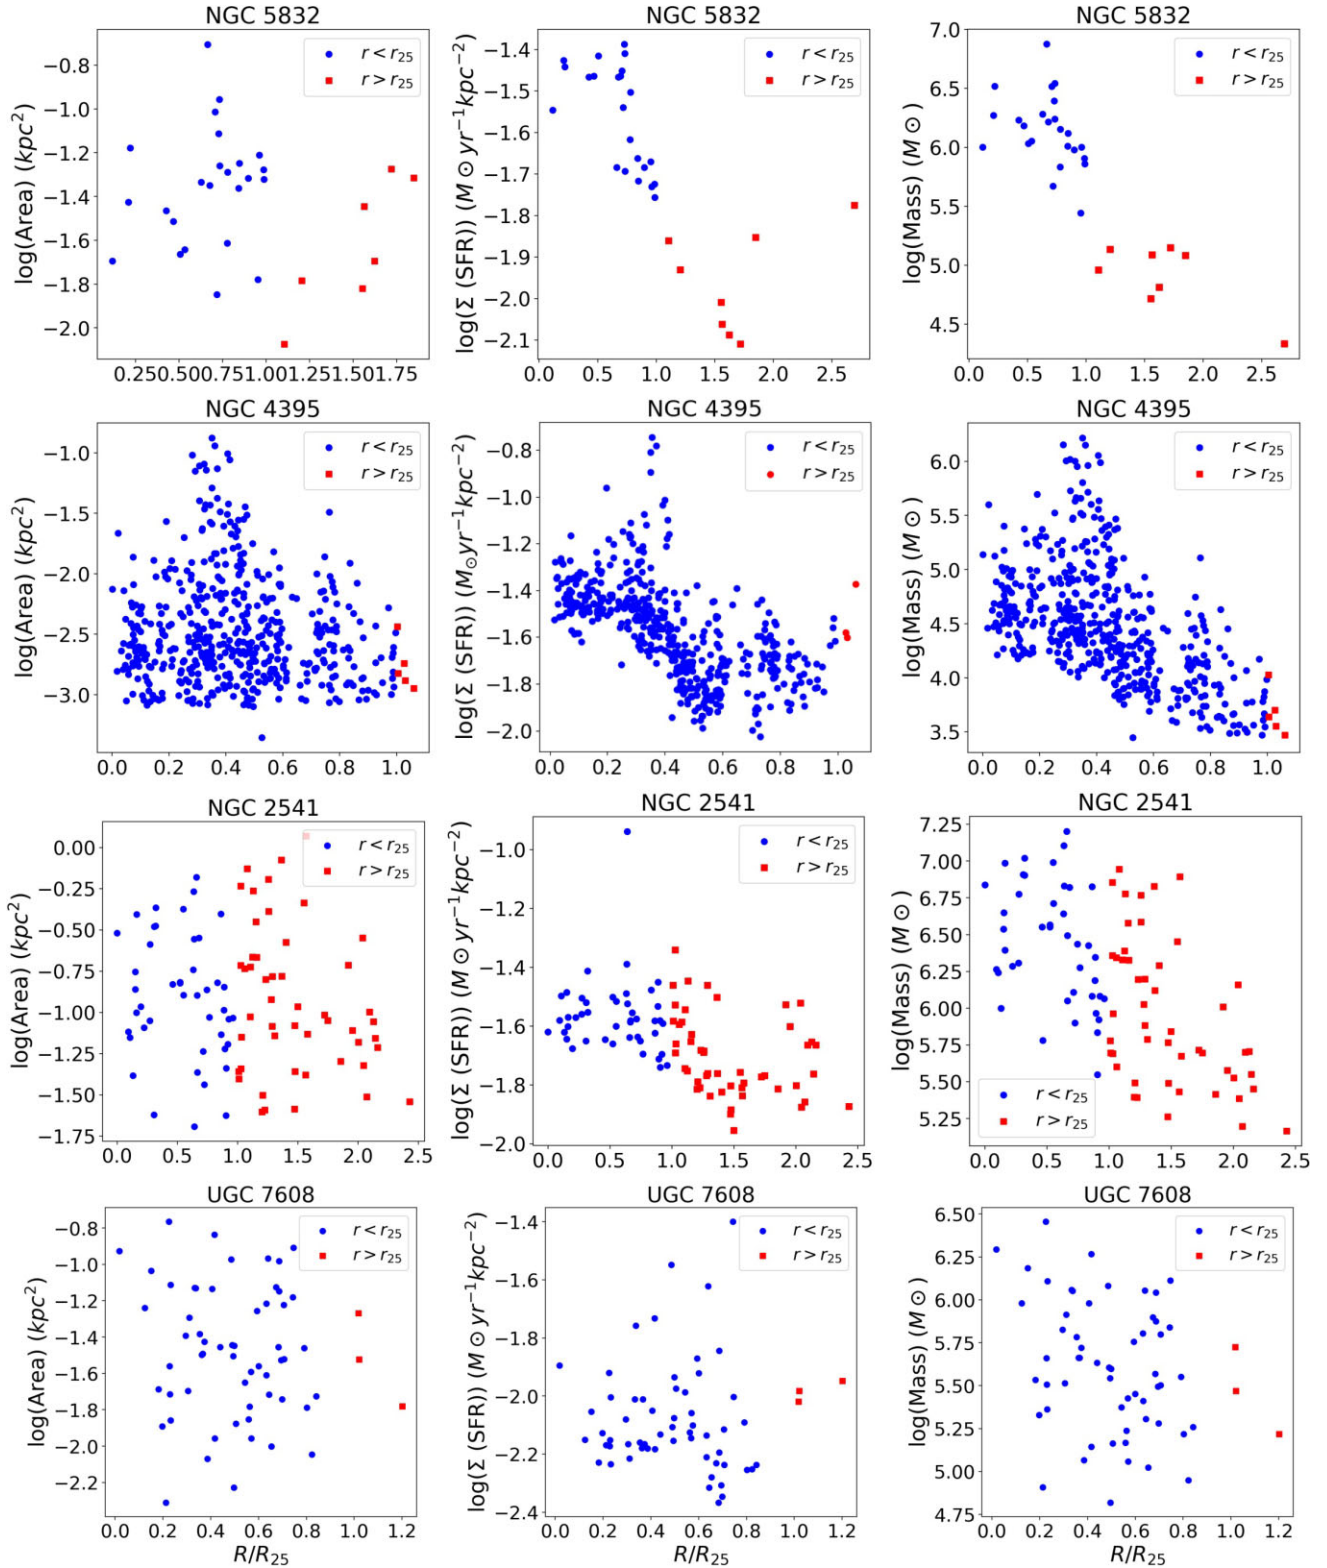 NGC 5832
NGC 5832
NGC 5832
log(Area) (kpc²)
−0.8
−1.0
−1.2
−1.4
−1.6
−1.8
−2.0
0.250.500.751.001.251.501.75
r < r₂₅
r > r₂₅
log(Σ (SFR)) (M⊙yr⁻¹kpc⁻²)
−1.4
−1.5
−1.6
−1.7
−1.8
−1.9
−2.0
−2.1
0.0 0.5 1.0 1.5 2.0 2.5
r < r₂₅
r > r₂₅
log(Mass) (M⊙)
7.0
6.5
6.0
5.5
5.0
4.5
0.0 0.5 1.0 1.5 2.0 2.5
r < r₂₅
r > r₂₅
NGC 4395
NGC 4395
NGC 4395
log(Area) (kpc²)
−1.0
−1.5
−2.0
−2.5
−3.0
0.0 0.2 0.4 0.6 0.8 1.0
r < r₂₅
r > r₂₅
log(Σ (SFR)) (M⊙yr⁻¹kpc⁻²)
−0.8
−1.0
−1.2
−1.4
−1.6
−1.8
−2.0
0.0 0.2 0.4 0.6 0.8 1.0
r < r₂₅
r > r₂₅
log(Mass) (M⊙)
6.0
5.5
5.0
4.5
4.0
3.5
0.0 0.2 0.4 0.6 0.8 1.0
r < r₂₅
r > r₂₅
NGC 2541
NGC 2541
NGC 2541
log(Area) (kpc²)
0.00
−0.25
−0.50
−0.75
−1.00
−1.25
−1.50
−1.75
0.0 0.5 1.0 1.5 2.0 2.5
r < r₂₅
r > r₂₅
log(Σ (SFR)) (M⊙yr⁻¹kpc⁻²)
−1.0
−1.2
−1.4
−1.6
−1.8
−2.0
0.0 0.5 1.0 1.5 2.0 2.5
r < r₂₅
r > r₂₅
log(Mass) (M⊙)
7.25
7.00
6.75
6.50
6.25
6.00
5.75
5.50
5.25
0.0 0.5 1.0 1.5 2.0 2.5
r < r₂₅
r > r₂₅
UGC 7608
UGC 7608
UGC 7608
log(Area) (kpc²)
−0.8
−1.0
−1.2
−1.4
−1.6
−1.8
−2.0
−2.2
0.0 0.2 0.4 0.6 0.8 1.0 1.2
R/R₂₅
r < r₂₅
r > r₂₅
log(Σ (SFR)) (M⊙yr⁻¹kpc⁻²)
−1.4
−1.6
−1.8
−2.0
−2.2
−2.4
0.0 0.2 0.4 0.6 0.8 1.0 1.2
R/R₂₅
r < r₂₅
r > r₂₅
log(Mass) (M⊙)
6.50
6.25
6.00
5.75
5.50
5.25
5.00
4.75
0.0 0.2 0.4 0.6 0.8 1.0 1.2
R/R₂₅
r < r₂₅
r > r₂₅